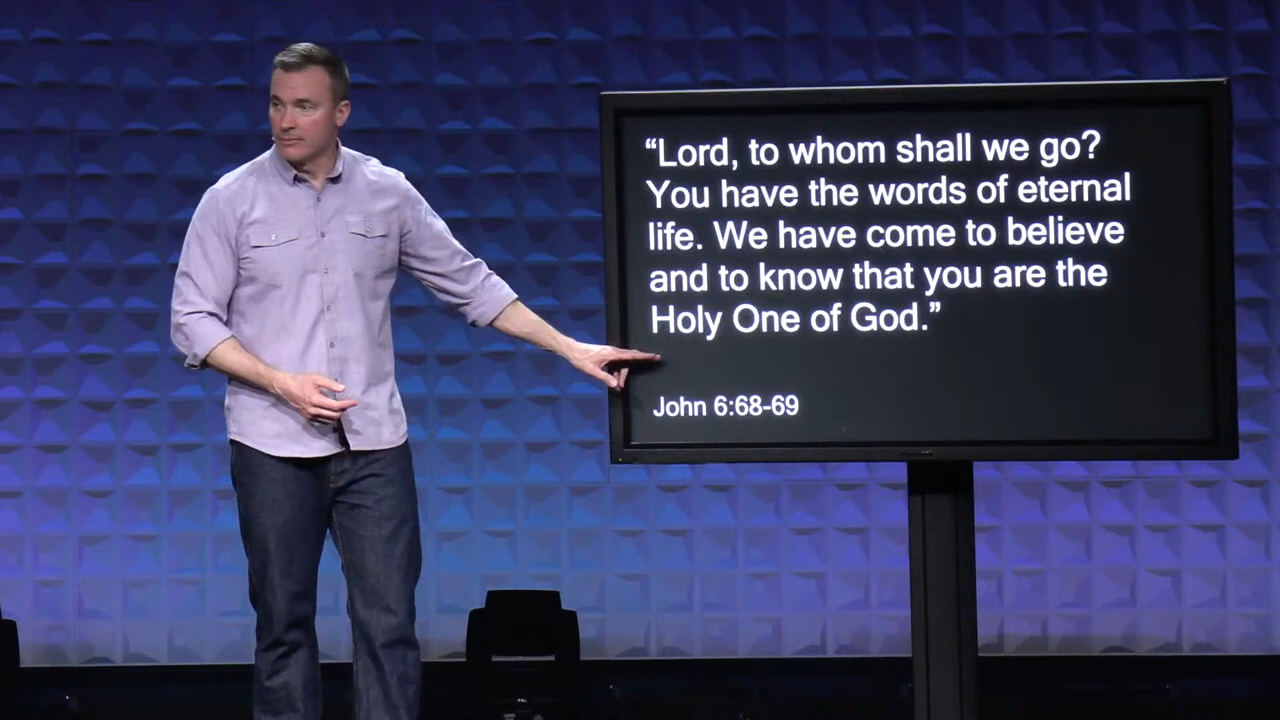 “Lord, to whom shall we go?
You have the words of eternal
life. We have come to believe
and to know that you are the
Holy One of God.”
John 6:68-69